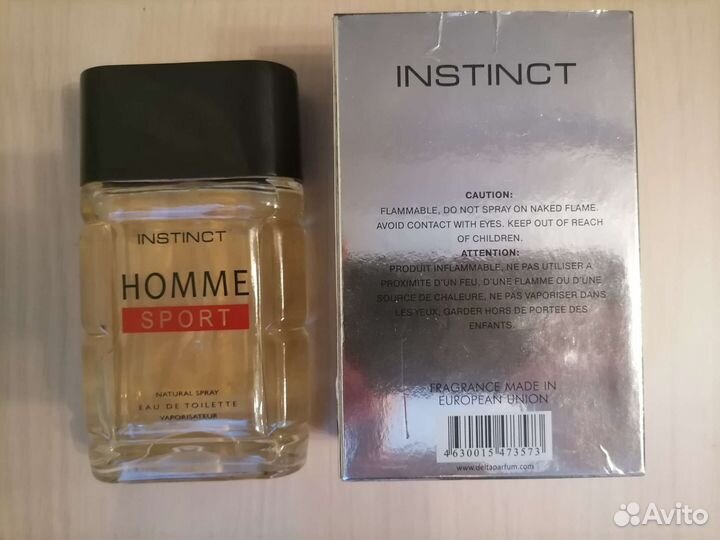 INSTINCT
HOMME
SPORT
NATURAL SPRAY
EAU DE TOILETTE
VAPORISATEUR
INSTINCT
CAUTION:
FLAMMABLE, DO NOT SPRAY ON NAKED FLAME.
AVOID CONTACT WITH EYES. KEEP OUT OF REACH
OF CHILDREN.
ATTENTION:
PRODUIT INFLAMMABLE, NE PAS UTILISER A
PROXIMITE D'UN FEU, D'UNE FLAMME OU D'UNE
SOURCE DE CHALEURE, NE PAS VAPORISER DANS
LES YEUX, GARDER HORS DE PORTEE DES
ENFANTS.
FRAGRANCE MADE IN
EUROPEAN UNION
4630015 473573
www.deltaparfum.com
Avito